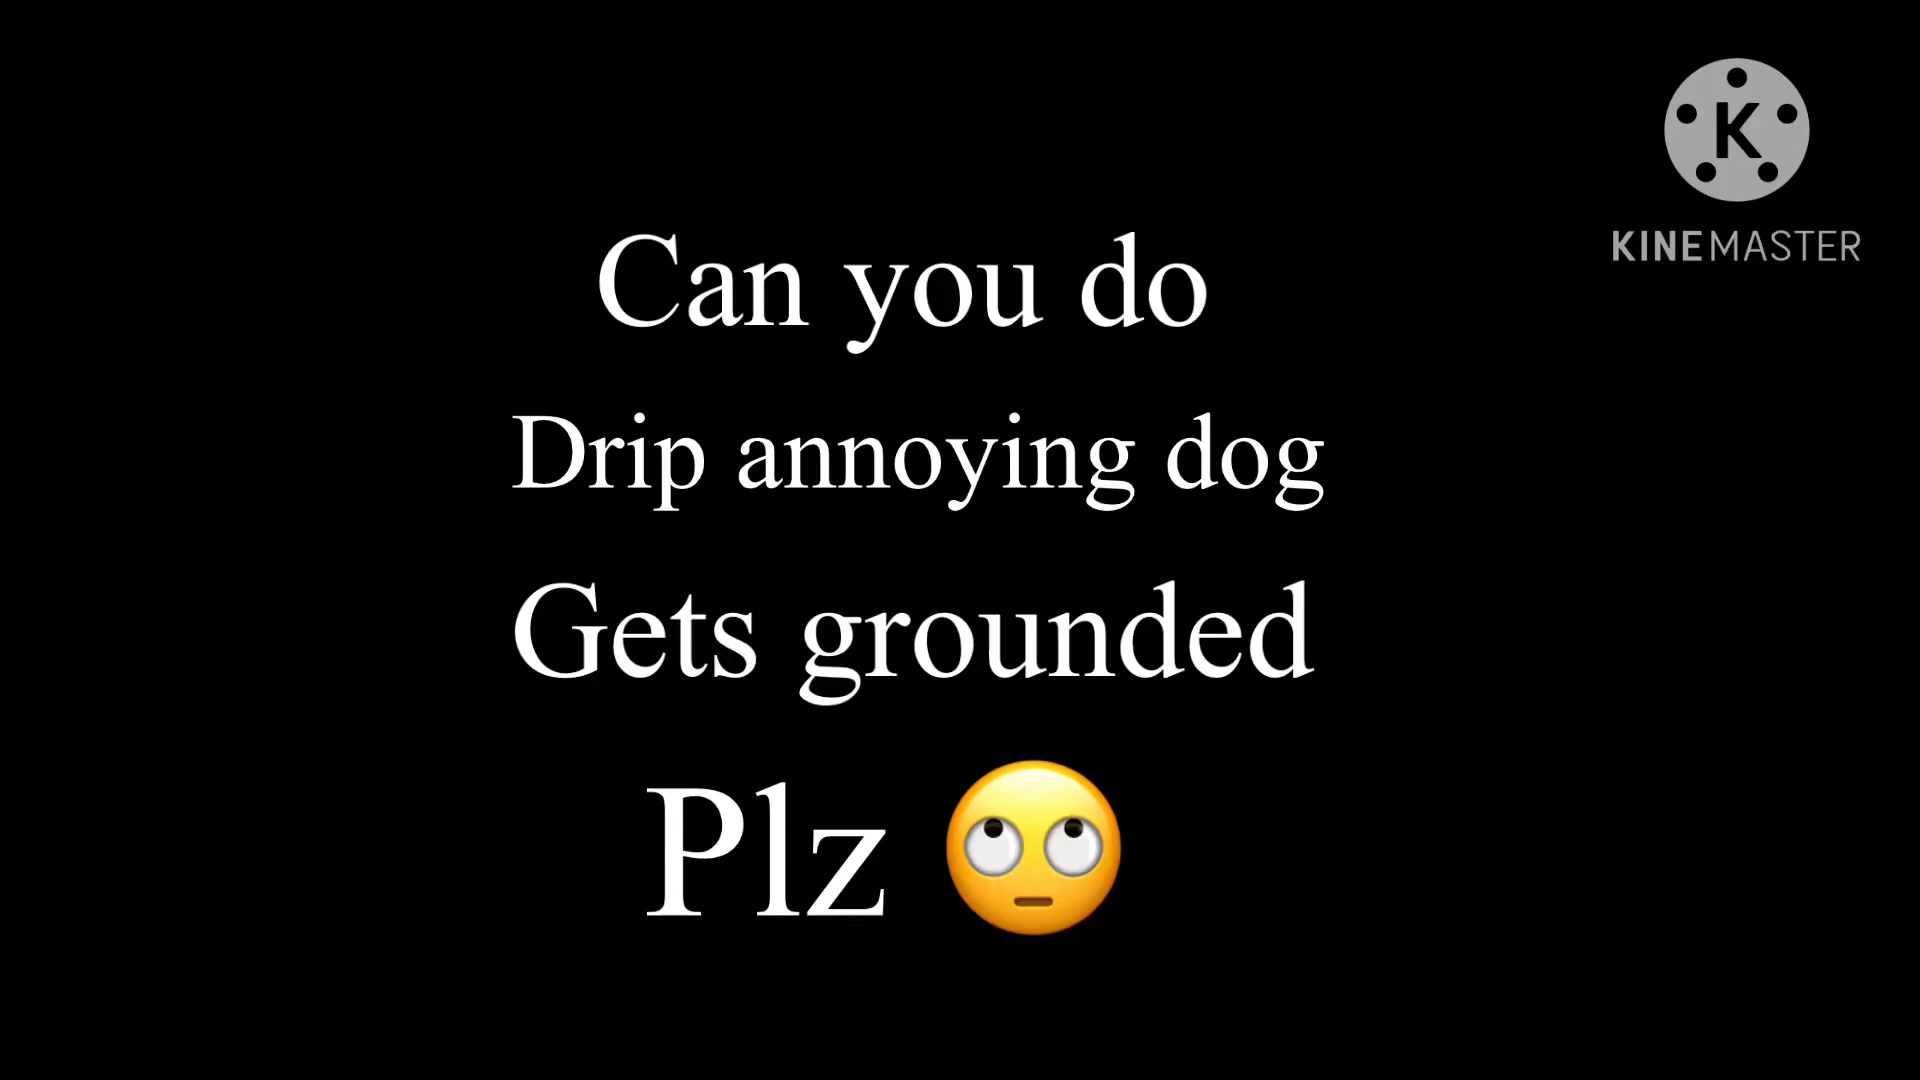 K
KINEMASTER
Can you do
Drip annoying dog
Gets grounded
Plz 🙄